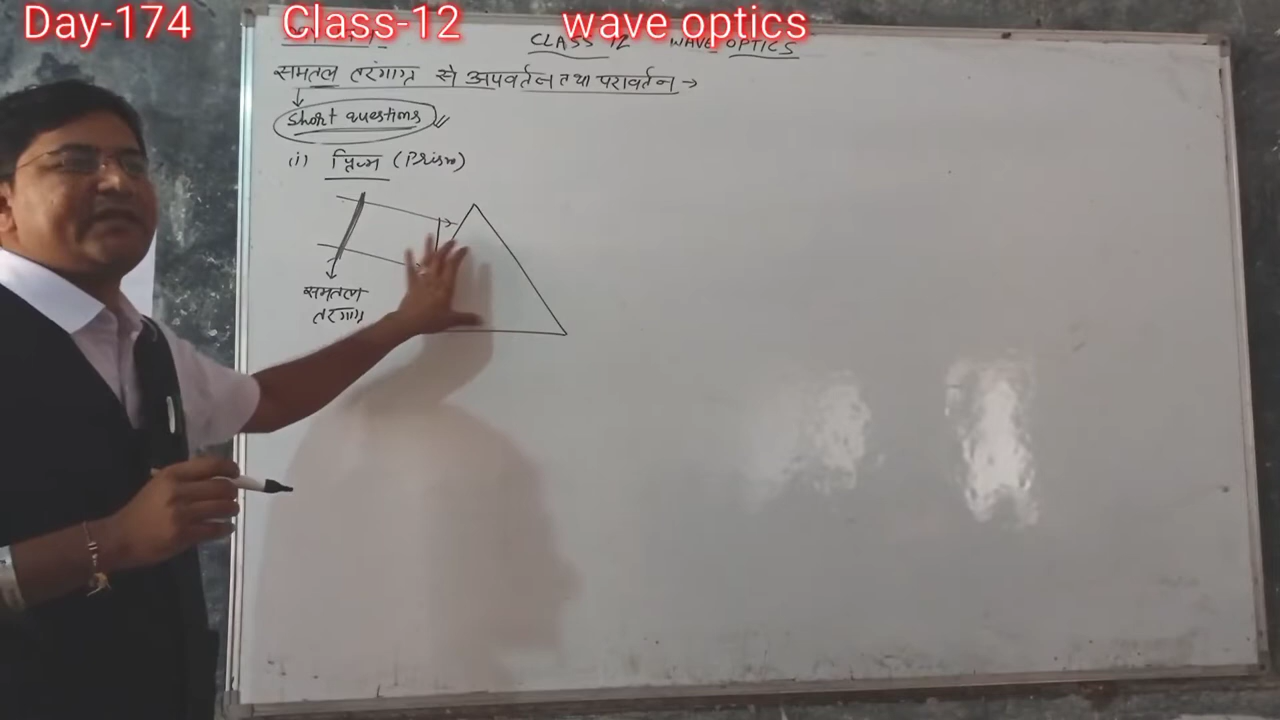 Day-174 Class-12 wave optics
CLASS 12 WAVE OPTICS
समतल तरंगाग्र से अपवर्तन तथा परावर्तन →
Short questions
(i) प्रिज्म (Prism)
समतल
तरंगाग्र